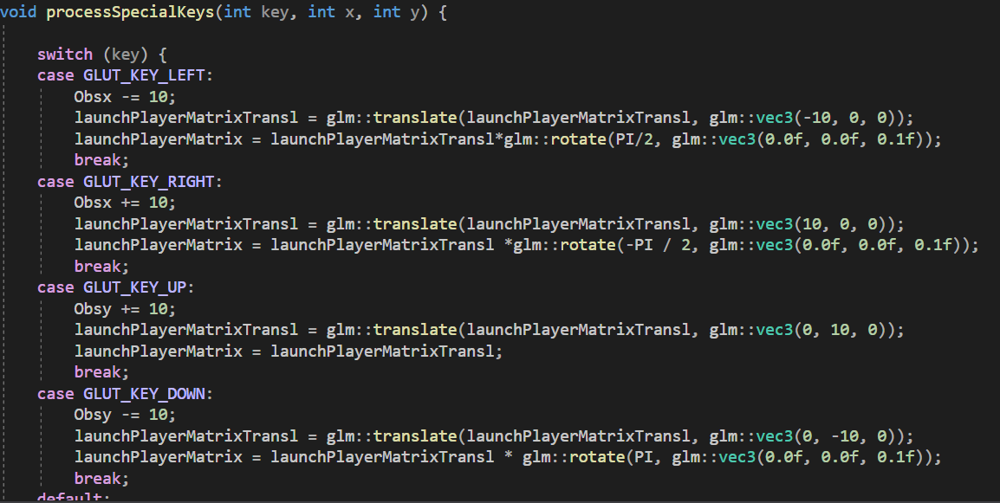 void processSpecialKeys(int key, int x, int y) {
switch (key) {
case GLUT_KEY_LEFT:
Obsx -= 10;
launchPlayerMatrixTransl = glm::translate(launchPlayerMatrixTransl, glm::vec3(-10, 0, 0));
launchPlayerMatrix = launchPlayerMatrixTransl*glm::rotate(PI/2, glm::vec3(0.0f, 0.0f, 0.1f));
break;
case GLUT_KEY_RIGHT:
Obsx += 10;
launchPlayerMatrixTransl = glm::translate(launchPlayerMatrixTransl, glm::vec3(10, 0, 0));
launchPlayerMatrix = launchPlayerMatrixTransl *glm::rotate(-PI / 2, glm::vec3(0.0f, 0.0f, 0.1f));
break;
case GLUT_KEY_UP:
Obsy += 10;
launchPlayerMatrixTransl = glm::translate(launchPlayerMatrixTransl, glm::vec3(0, 10, 0));
launchPlayerMatrix = launchPlayerMatrixTransl;
break;
case GLUT_KEY_DOWN:
Obsy -= 10;
launchPlayerMatrixTransl = glm::translate(launchPlayerMatrixTransl, glm::vec3(0, -10, 0));
launchPlayerMatrix = launchPlayerMatrixTransl * glm::rotate(PI, glm::vec3(0.0f, 0.0f, 0.1f));
break;
default: